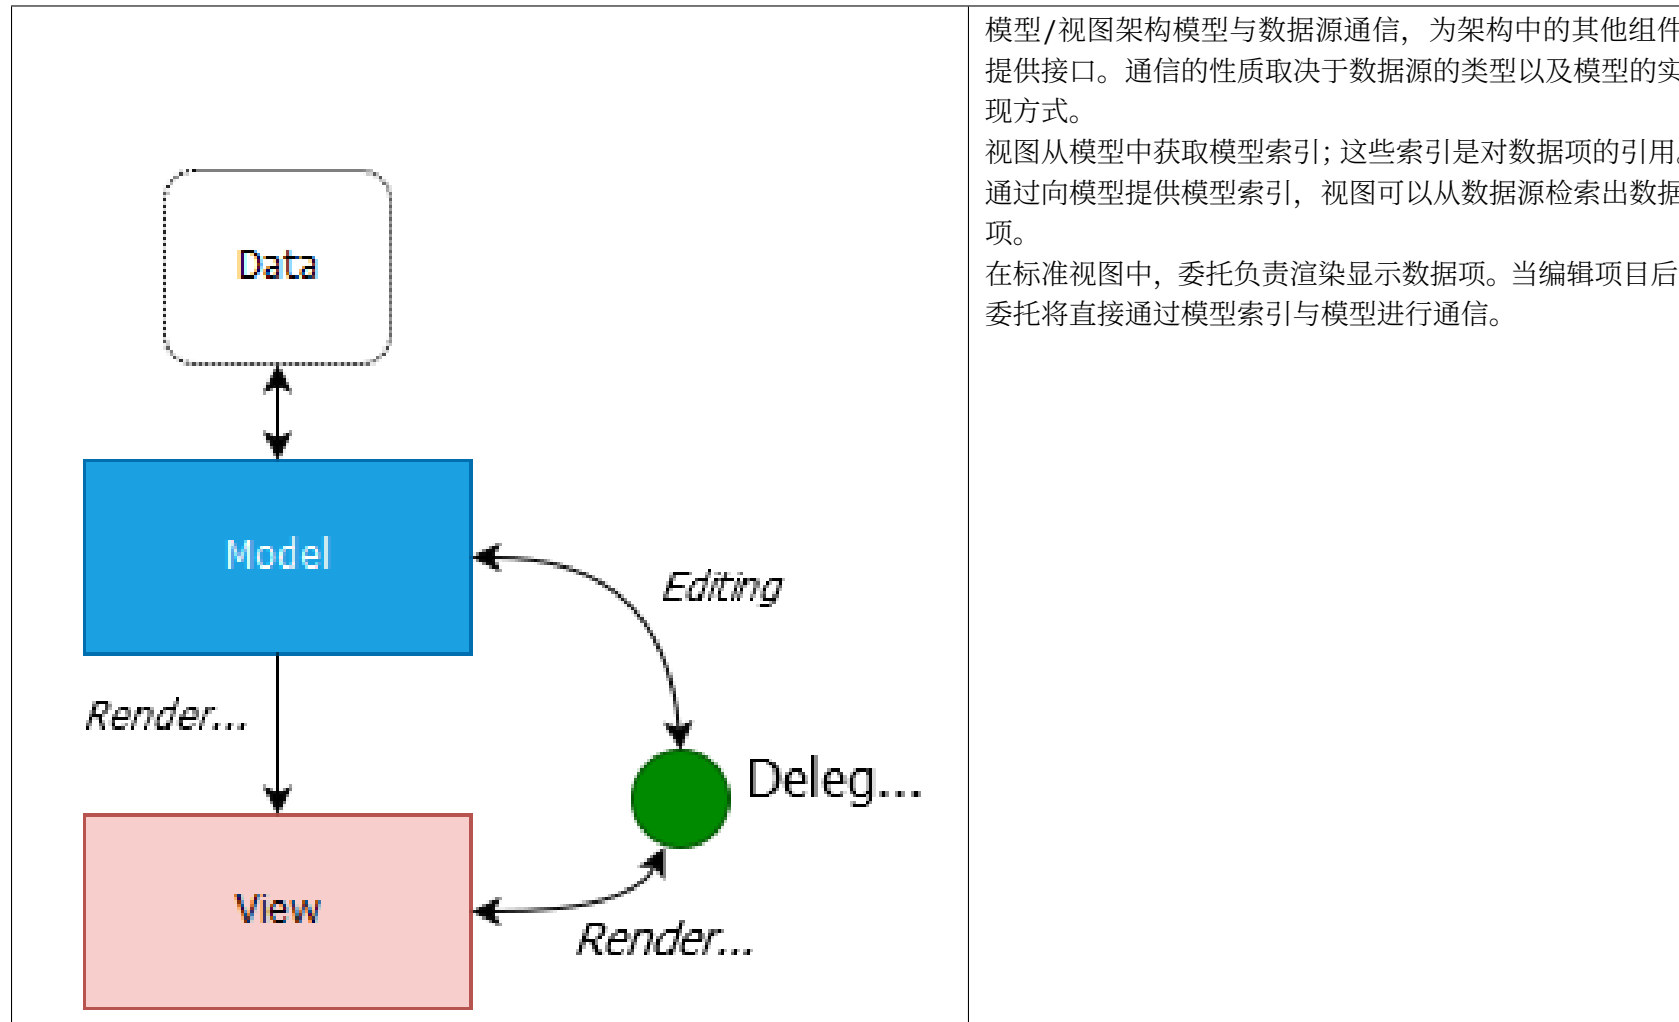 Data
Model
Editing
Render...
Deleg...
View
Render...
模型/视图架构模型与数据源通信，为架构中的其他组件
提供接口。通信的性质取决于数据源的类型以及模型的实
现方式。
视图从模型中获取模型索引；这些索引是对数据项的引用。
通过向模型提供模型索引，视图可以从数据源检索出数据
项。
在标准视图中，委托负责渲染显示数据项。当编辑项目后
委托将直接通过模型索引与模型进行通信。